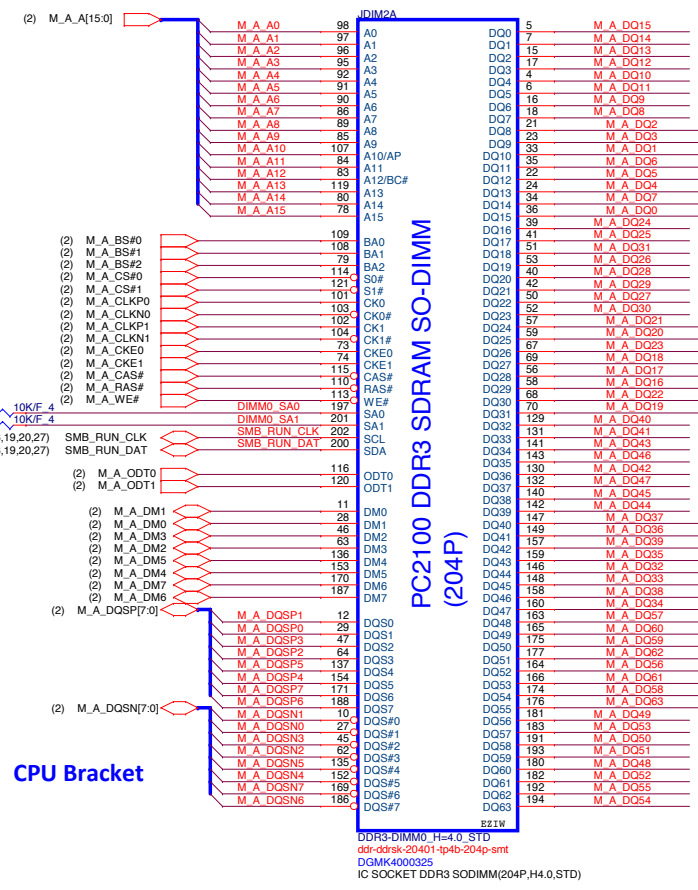 JDIM2A
(2) M_A_A[15:0]
M_A_A0 98 A0
M_A_A1 97 A1
M_A_A2 96 A2
M_A_A3 95 A3
M_A_A4 92 A4
M_A_A5 91 A5
M_A_A6 90 A6
M_A_A7 86 A7
M_A_A8 89 A8
M_A_A9 85 A9
M_A_A10 107 A10/AP
M_A_A11 84 A11
M_A_A12 83 A12/BC#
M_A_A13 119 A13
M_A_A14 80 A14
M_A_A15 78 A15
(2) M_A_BS#0 109 BA0
(2) M_A_BS#1 108 BA1
(2) M_A_BS#2 79 BA2
(2) M_A_CS#0 114 S0#
(2) M_A_CS#1 121 S1#
(2) M_A_CLKP0 101 CK0
(2) M_A_CLKN0 103 CK0#
(2) M_A_CLKP1 102 CK1
(2) M_A_CLKN1 104 CK1#
(2) M_A_CKE0 73 CKE0
(2) M_A_CKE1 74 CKE1
(2) M_A_CAS# 115 CAS#
(2) M_A_RAS# 110 RAS#
(2) M_A_WE# 113 WE#
10K/F_4 DIMM0_SA0 197 SA0
10K/F_4 DIMM0_SA1 201 SA1
,19,20,27) SMB_RUN_CLK SMB_RUN_CLK 202 SCL
,19,20,27) SMB_RUN_DAT SMB_RUN_DAT 200 SDA
(2) M_A_ODT0 116 ODT0
(2) M_A_ODT1 120 ODT1
(2) M_A_DM1 11 DM0
(2) M_A_DM0 28 DM1
(2) M_A_DM3 46 DM2
(2) M_A_DM2 63 DM3
(2) M_A_DM5 136 DM4
(2) M_A_DM4 153 DM5
(2) M_A_DM7 170 DM6
(2) M_A_DM6 187 DM7
(2) M_A_DQSP[7:0]
M_A_DQSP1 12 DQS0
M_A_DQSP0 29 DQS1
M_A_DQSP3 47 DQS2
M_A_DQSP2 64 DQS3
M_A_DQSP5 137 DQS4
M_A_DQSP4 154 DQS5
M_A_DQSP7 171 DQS6
M_A_DQSP6 188 DQS7
(2) M_A_DQSN[7:0]
M_A_DQSN1 10 DQS#0
M_A_DQSN0 27 DQS#1
M_A_DQSN3 45 DQS#2
M_A_DQSN2 62 DQS#3
M_A_DQSN5 135 DQS#4
M_A_DQSN4 152 DQS#5
M_A_DQSN7 169 DQS#6
M_A_DQSN6 186 DQS#7
CPU Bracket
PC2100 DDR3 SDRAM SO-DIMM
(204P)
DQ0 5 M_A_DQ15
DQ1 7 M_A_DQ14
DQ2 15 M_A_DQ13
DQ3 17 M_A_DQ12
DQ4 4 M_A_DQ10
DQ5 6 M_A_DQ11
DQ6 16 M_A_DQ9
DQ7 18 M_A_DQ8
DQ8 21 M_A_DQ2
DQ9 23 M_A_DQ3
DQ10 33 M_A_DQ1
DQ11 35 M_A_DQ6
DQ12 22 M_A_DQ5
DQ13 24 M_A_DQ4
DQ14 34 M_A_DQ7
DQ15 36 M_A_DQ0
DQ16 39 M_A_DQ24
DQ17 41 M_A_DQ25
DQ18 51 M_A_DQ31
DQ19 53 M_A_DQ26
DQ20 40 M_A_DQ28
DQ21 42 M_A_DQ29
DQ22 50 M_A_DQ27
DQ23 52 M_A_DQ30
DQ24 57 M_A_DQ21
DQ25 59 M_A_DQ20
DQ26 67 M_A_DQ23
DQ27 69 M_A_DQ18
DQ28 56 M_A_DQ17
DQ29 58 M_A_DQ16
DQ30 68 M_A_DQ22
DQ31 70 M_A_DQ19
DQ32 129 M_A_DQ40
DQ33 131 M_A_DQ41
DQ34 141 M_A_DQ43
DQ35 143 M_A_DQ46
DQ36 130 M_A_DQ42
DQ37 132 M_A_DQ47
DQ38 140 M_A_DQ45
DQ39 142 M_A_DQ44
DQ40 147 M_A_DQ37
DQ41 149 M_A_DQ36
DQ42 157 M_A_DQ39
DQ43 159 M_A_DQ35
DQ44 146 M_A_DQ32
DQ45 148 M_A_DQ33
DQ46 158 M_A_DQ38
DQ47 160 M_A_DQ34
DQ48 163 M_A_DQ57
DQ49 165 M_A_DQ60
DQ50 175 M_A_DQ59
DQ51 177 M_A_DQ62
DQ52 164 M_A_DQ56
DQ53 166 M_A_DQ61
DQ54 174 M_A_DQ58
DQ55 176 M_A_DQ63
DQ56 181 M_A_DQ49
DQ57 183 M_A_DQ53
DQ58 191 M_A_DQ50
DQ59 193 M_A_DQ51
DQ60 180 M_A_DQ48
DQ61 182 M_A_DQ52
DQ62 192 M_A_DQ55
DQ63 194 M_A_DQ54
EZIW
DDR3-DIMM0_H=4.0_STD
ddr-ddrsk-20401-tp4b-204p-smt
DGMK4000325
IC SOCKET DDR3 SODIMM(204P,H4.0,STD)